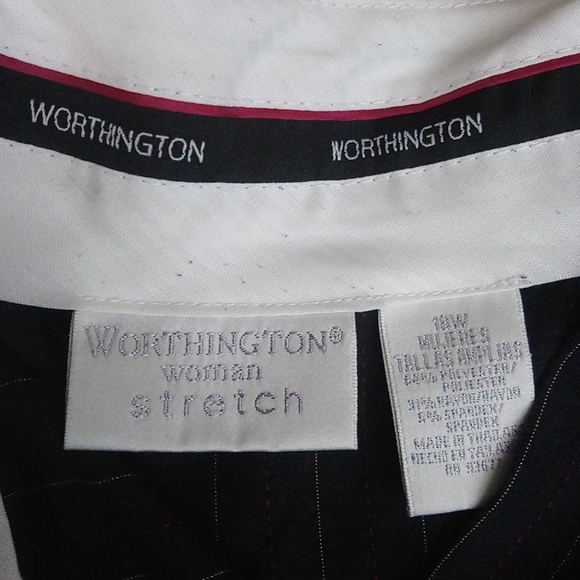 WORTHINGTON WORTHINGTON
WORTHINGTON®
woman
stretch
18W
MUJERES
TALLAS AMPLIAS
64% POLYESTER/
POLIESTER
31% RAYON/RAYON
5% SPANDEX/
SPANDEX
MADE IN THAILAND
HECHO EN TAILANDIA
RN